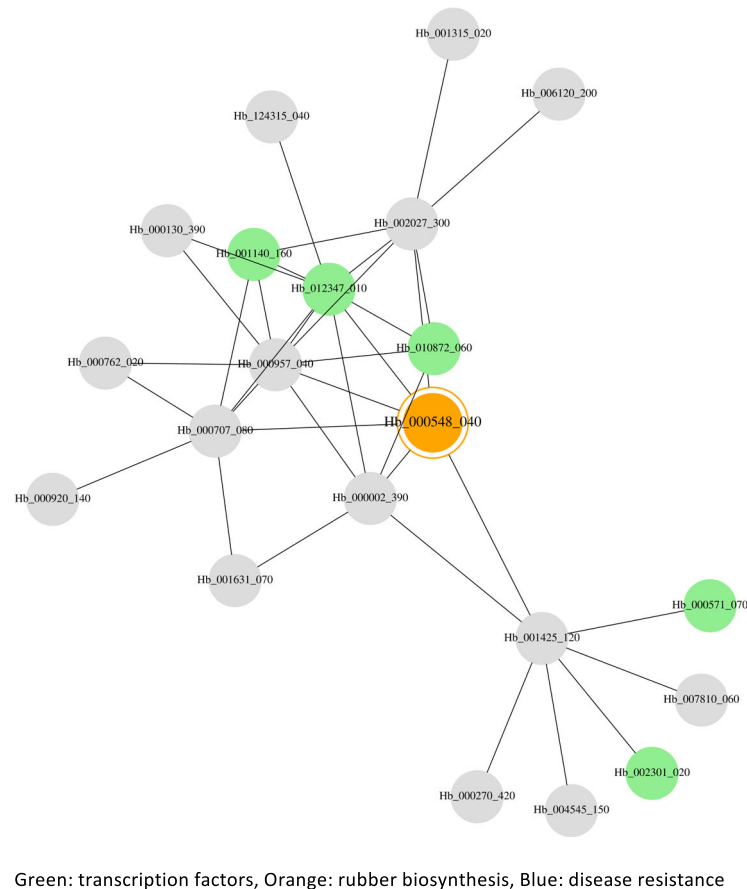 Hb_001315_020
Hb_006120_200
Hb_124315_040
Hb_002027_300
Hb_000130_390
Hb_001140_160
Hb_012347_010
Hb_010872_060
Hb_000762_020
Hb_000957_040
Hb_000548_040
Hb_000707_080
Hb_000920_140
Hb_000002_390
Hb_001631_070
Hb_000571_070
Hb_001425_120
Hb_007810_060
Hb_002301_020
Hb_000270_420
Hb_004545_150
Green: transcription factors, Orange: rubber biosynthesis, Blue: disease resistance